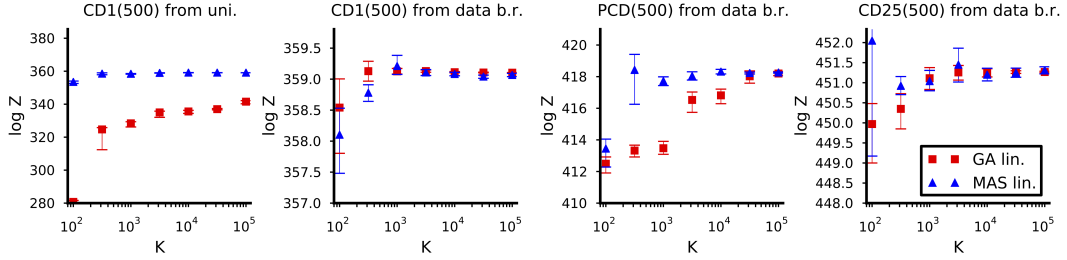 CD1(500) from uni.
380
360
340
320
300
280
log Z
10² 10³ 10⁴ 10⁵
K
CD1(500) from data b.r.
359.5
359.0
358.5
358.0
357.5
357.0
log Z
10² 10³ 10⁴ 10⁵
K
PCD(500) from data b.r.
420
418
416
414
412
410
log Z
10² 10³ 10⁴ 10⁵
K
CD25(500) from data b.r.
452.0
451.5
451.0
450.5
450.0
449.5
449.0
448.5
448.0
log Z
10² 10³ 10⁴ 10⁵
K
GA lin.
MAS lin.